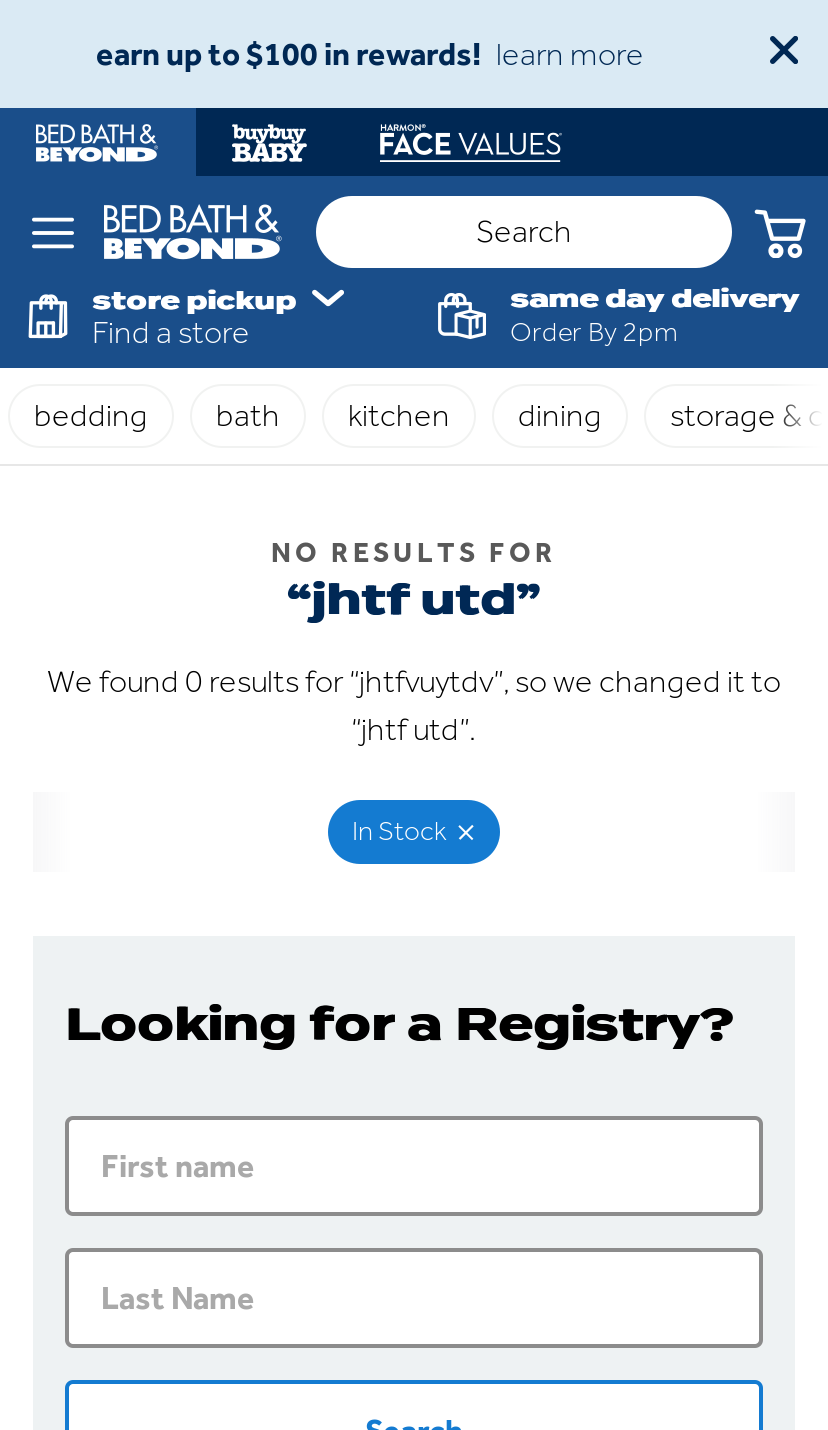 earn up to $100 in rewards! learn more
BED BATH &
BEYOND®
buybuy
BABY
HARMON®
FACE VALUES®
BED BATH &
BEYOND®
Search
store pickup
Find a store
same day delivery
Order By 2pm
bedding bath kitchen dining storage &
NO RESULTS FOR
“jhtf utd”
We found 0 results for “jhtfvuytdv”, so we changed it to
“jhtf utd”.
In Stock
Looking for a Registry?
First name
Last Name
Search